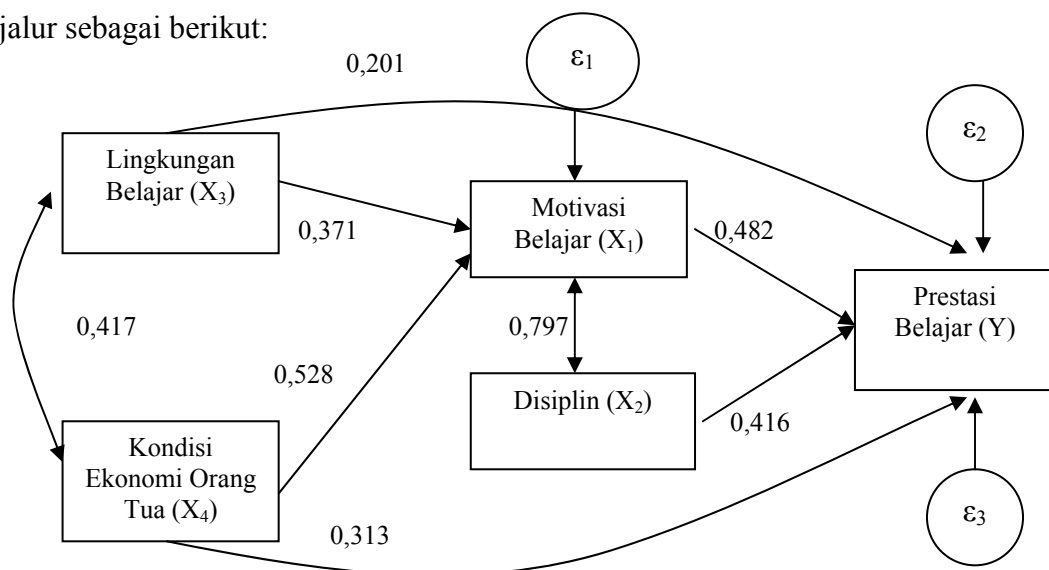 jalur sebagai berikut:
0,201
ε1
ε2
Lingkungan
Belajar (X3)
0,371
Motivasi
Belajar (X1)
0,482
Prestasi
Belajar (Y)
0,417
0,797
0,528
Disiplin (X2)
0,416
Kondisi
Ekonomi Orang
Tua (X4)
0,313
ε3